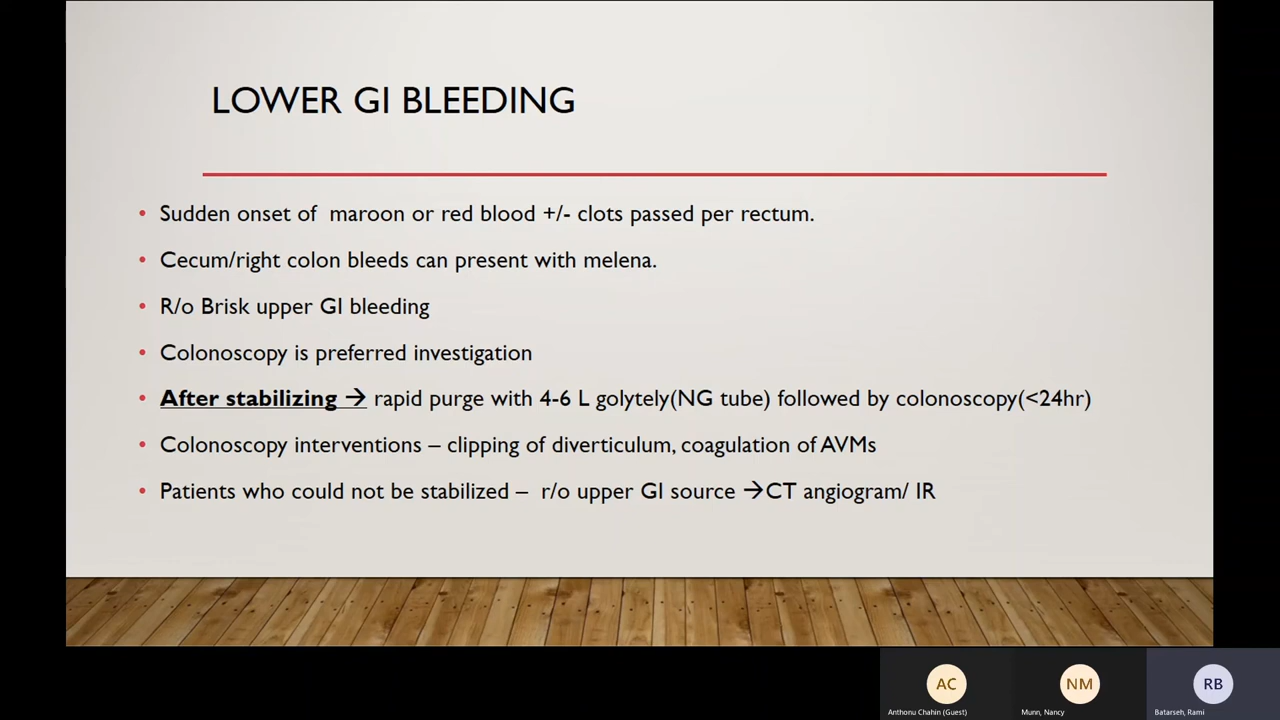 LOWER GI BLEEDING
• Sudden onset of  maroon or red blood +/- clots passed per rectum.
• Cecum/right colon bleeds can present with melena.
• R/o Brisk upper GI bleeding
• Colonoscopy is preferred investigation
• After stabilizing → rapid purge with 4-6 L golytely(NG tube) followed by colonoscopy(<24hr)
• Colonoscopy interventions – clipping of diverticulum, coagulation of AVMs
• Patients who could not be stabilized –  r/o upper GI source →CT angiogram/ IR
AC NM RB
Anthonu Chahin (Guest) Munn, Nancy Batarseh, Rami